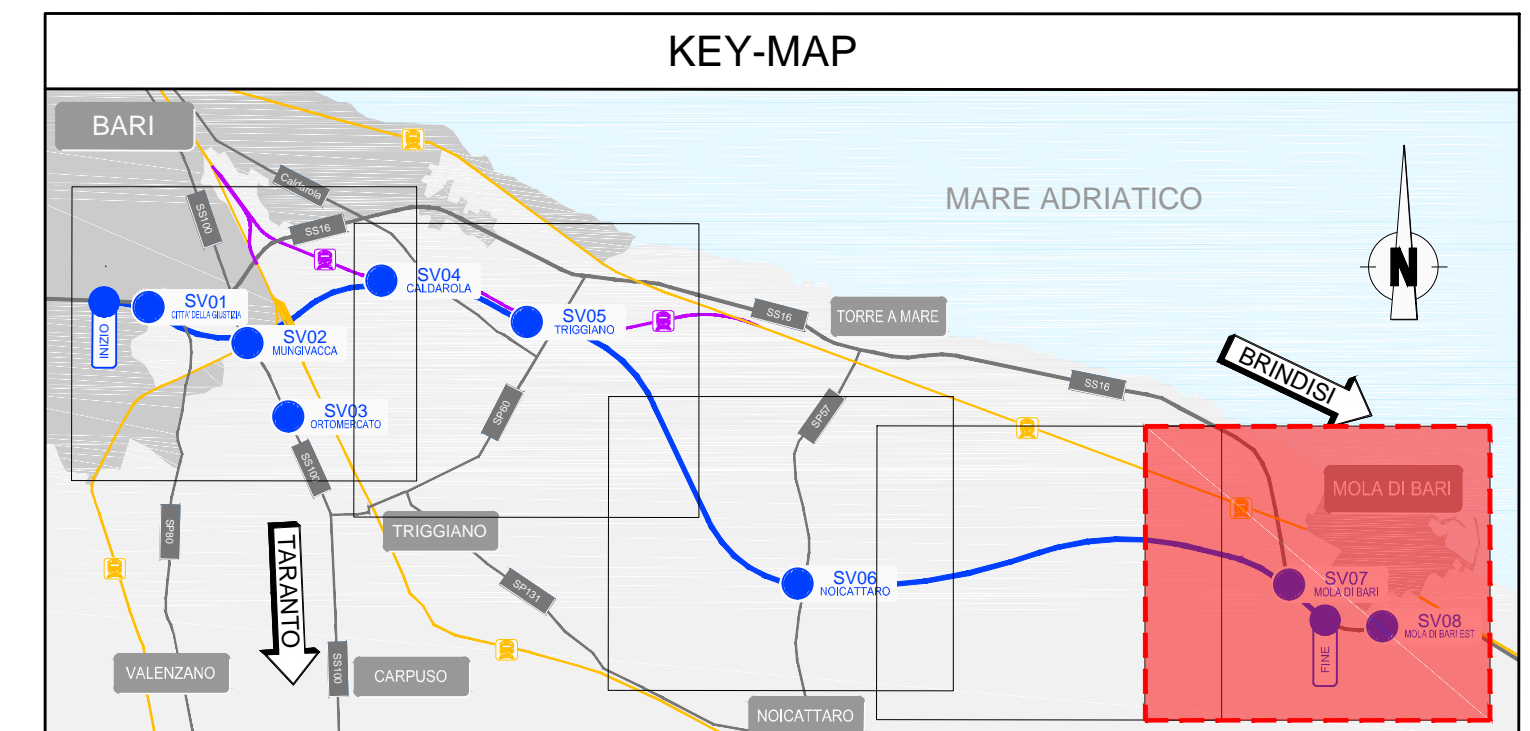 KEY-MAP
BARI
MARE ADRIATICO
Caldarola
SS100
SS16
N
SV04
CALDAROLA
SV01
CITTA' DELLA GIUSTIZIA
INIZIO
SV05
TRIGGIANO
SS16
TORRE A MARE
SV02
MUNGIVACCA
BRINDISI
SS16
SV03
ORTOMERCATO
SP60
SP57
SS100
MOLA DI BARI
SP80
TRIGGIANO
TARANTO
SV06
NOICATTARO
SV07
MOLA DI BARI
SP131
SV08
MOLA DI BARI EST
FINE
VALENZANO
SS100
CARPUSO
NOICATTARO